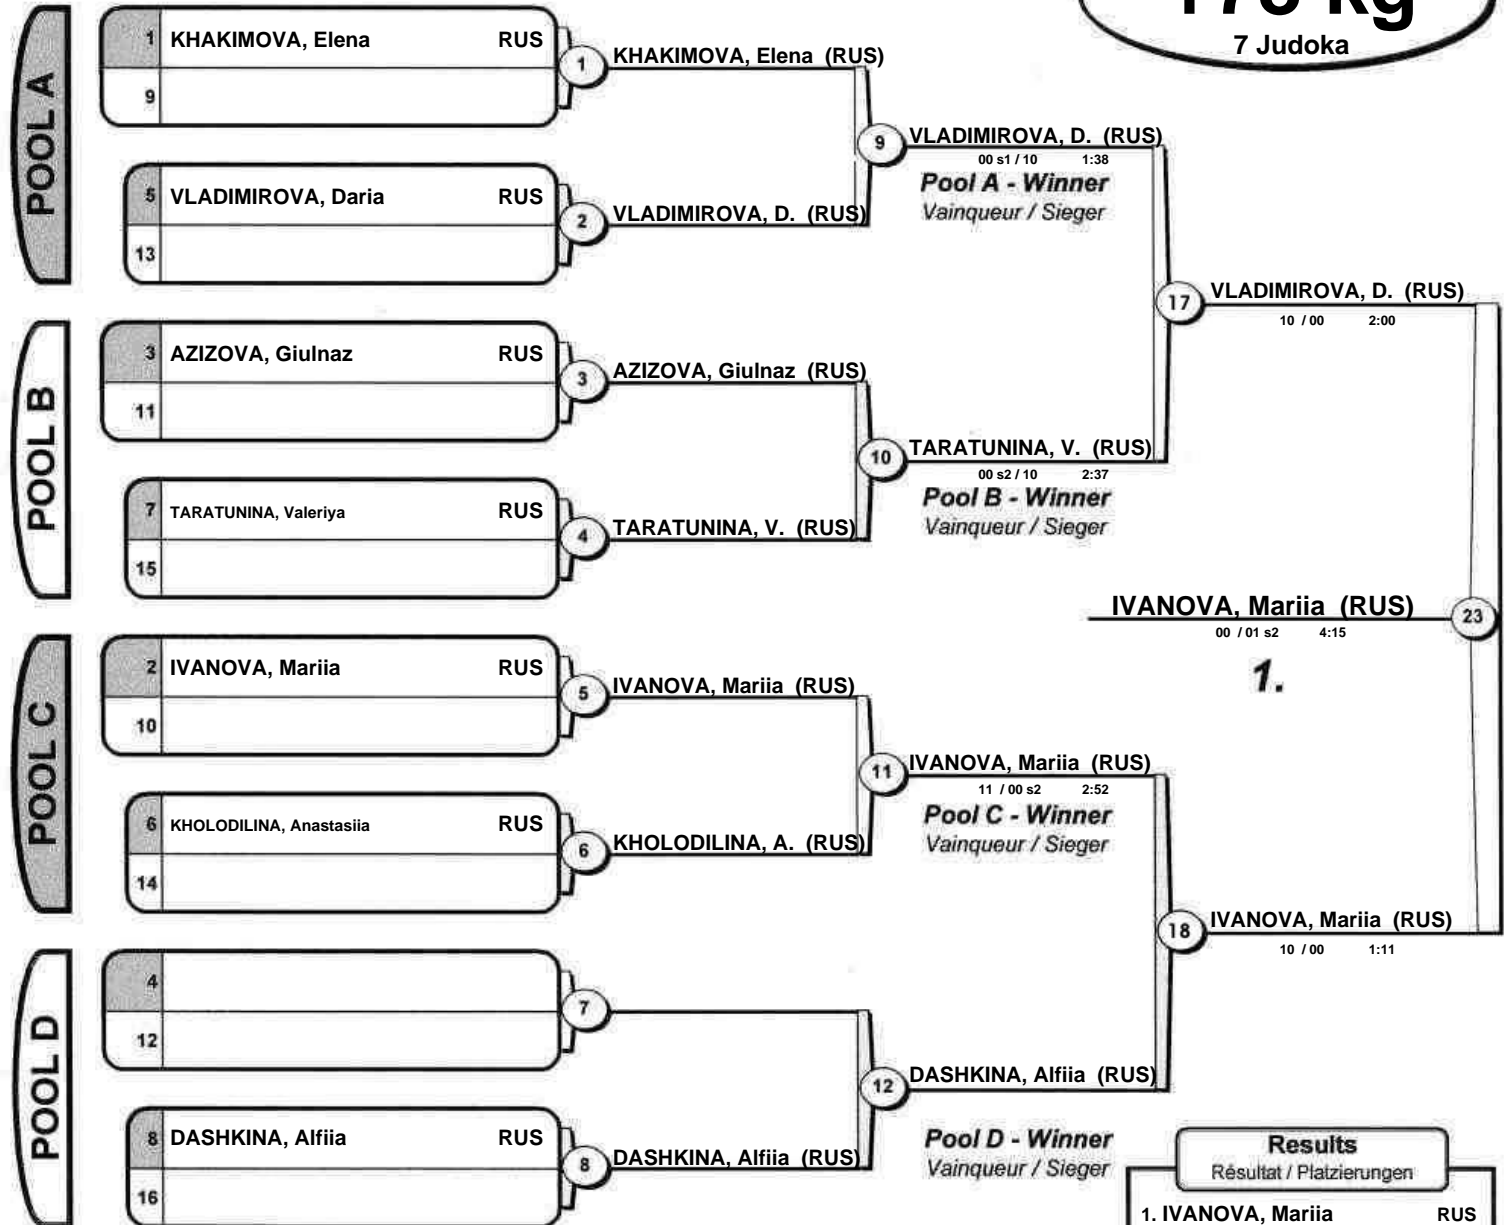 +78 kg
7 Judoka
POOL A
1 KHAKIMOVA, Elena RUS
9
5 VLADIMIROVA, Daria RUS
13
1 KHAKIMOVA, Elena (RUS)
2 VLADIMIROVA, D. (RUS)
9 VLADIMIROVA, D. (RUS)
00 s1 / 10 1:38
Pool A - Winner
Vainqueur / Sieger
POOL B
3 AZIZOVA, Giulnaz RUS
11
7 TARATUNINA, Valeriya RUS
15
3 AZIZOVA, Giulnaz (RUS)
4 TARATUNINA, V. (RUS)
10 TARATUNINA, V. (RUS)
00 s2 / 10 2:37
Pool B - Winner
Vainqueur / Sieger
17 VLADIMIROVA, D. (RUS)
10 / 00 2:00
IVANOVA, Mariia (RUS) 23
00 / 01 s2 4:15
1.
POOL C
2 IVANOVA, Mariia RUS
10
6 KHOLODILINA, Anastasiia RUS
14
5 IVANOVA, Mariia (RUS)
6 KHOLODILINA, A. (RUS)
11 IVANOVA, Mariia (RUS)
11 / 00 s2 2:52
Pool C - Winner
Vainqueur / Sieger
18 IVANOVA, Mariia (RUS)
10 / 00 1:11
POOL D
4
12
8 DASHKINA, Alfiia RUS
16
7
8 DASHKINA, Alfiia (RUS)
12 DASHKINA, Alfiia (RUS)
Pool D - Winner
Vainqueur / Sieger
Results
Résultat / Platzierungen
1. IVANOVA, Mariia RUS